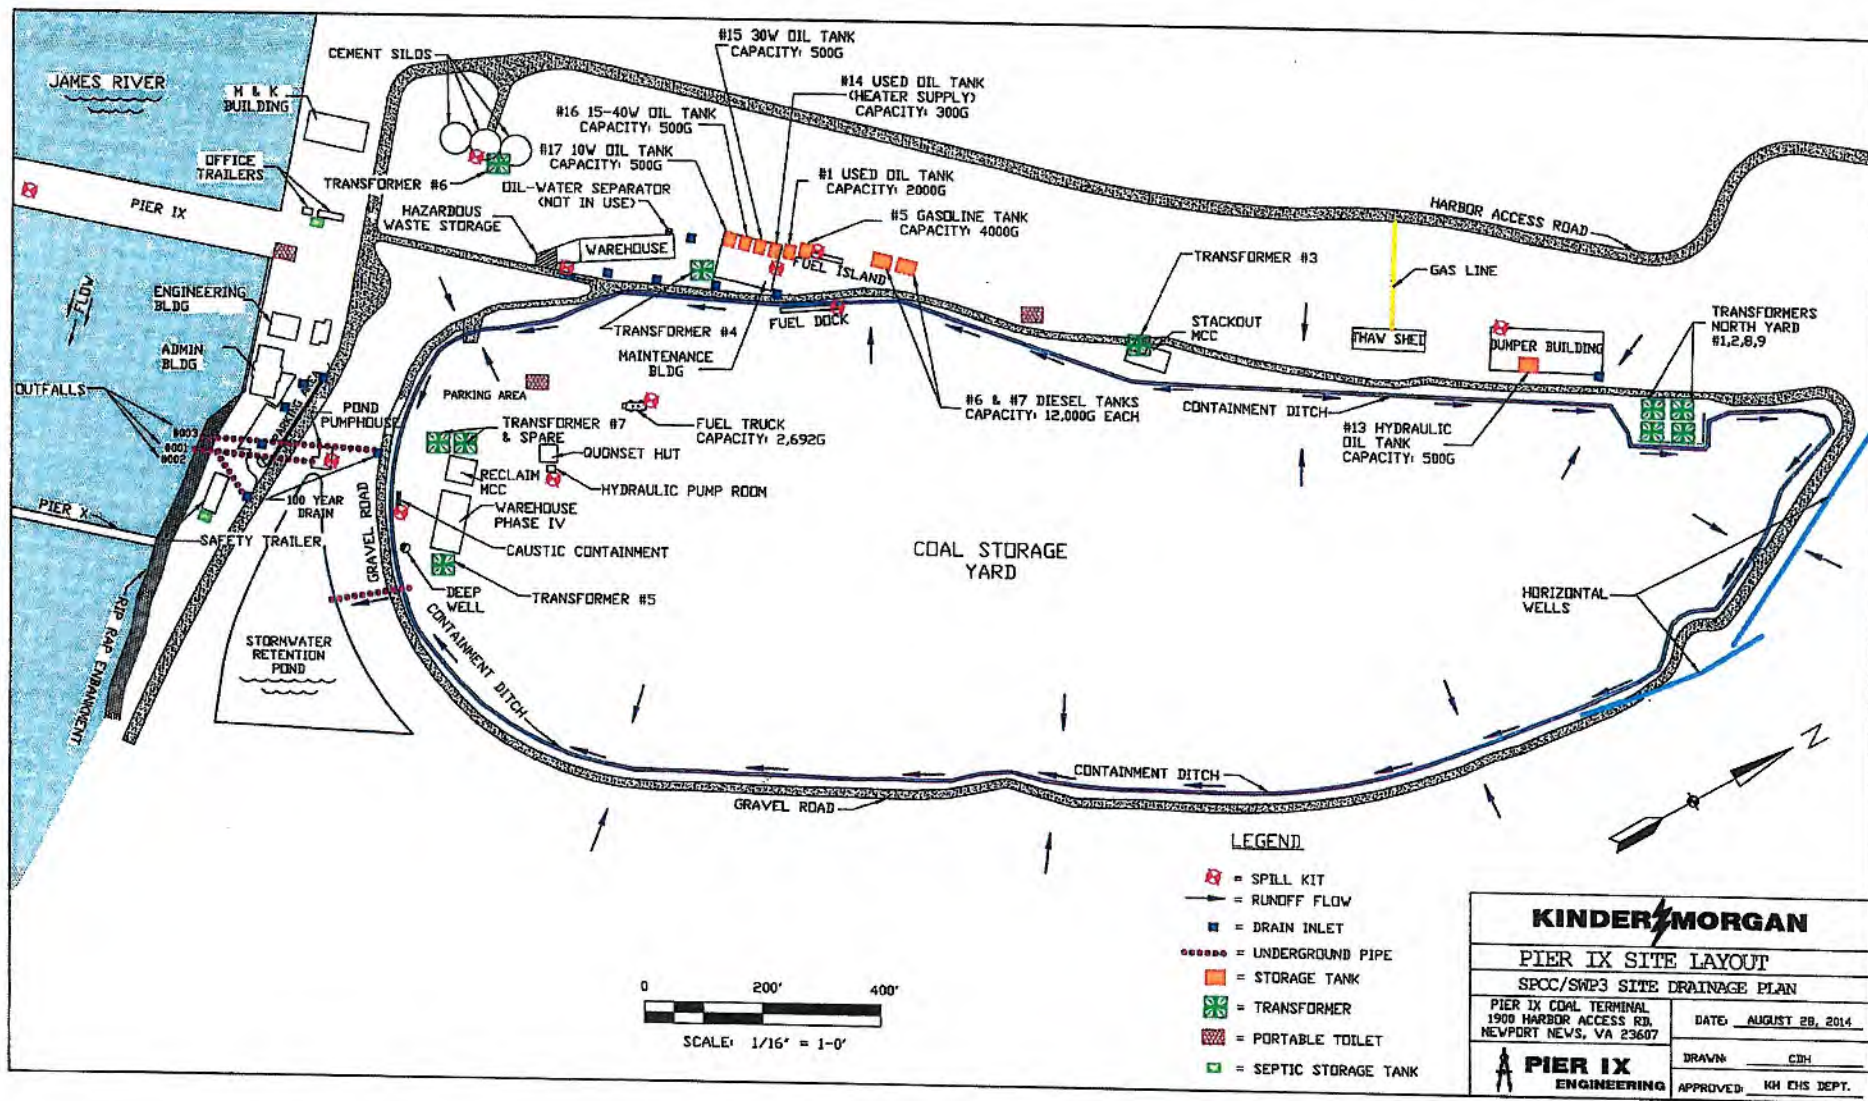 JAMES RIVER
H & K
BUILDING
CEMENT SILOS
#15 30W OIL TANK
CAPACITY: 500G
#14 USED OIL TANK
(HEATER SUPPLY)
CAPACITY: 300G
#16 15-40W OIL TANK
CAPACITY: 500G
#17 10W OIL TANK
CAPACITY: 500G
#1 USED OIL TANK
CAPACITY: 2000G
#5 GASOLINE TANK
CAPACITY: 4000G
OFFICE
TRAILERS
TRANSFORMER #6
OIL-WATER SEPARATOR
(NOT IN USE)
HAZARDOUS
WASTE STORAGE
WAREHOUSE
PIER IX
FLOW
HARBOR ACCESS ROAD
GAS LINE
TRANSFORMER #3
FUEL ISLAND
TRANSFORMERS
NORTH YARD
#1,2,8,9
STACKOUT
MCC
THAW SHED
DUMPER BUILDING
ENGINEERING
BLDG
ADMIN
BLDG
TRANSFORMER #4
FUEL DOCK
MAINTENANCE
BLDG
OUTFALLS
#003
#001
#002
PARKING AREA
POND
PUMPHOUSE
PARKING AREA
FUEL TRUCK
CAPACITY: 2,692G
#6 & #7 DIESEL TANKS
CAPACITY: 12,000G EACH
CONTAINMENT DITCH
#13 HYDRAULIC
OIL TANK
CAPACITY: 500G
TRANSFORMER #7
& SPARE
QUONSET HUT
RECLAIM
MCC
HYDRAULIC PUMP ROOM
WAREHOUSE
PHASE IV
100 YEAR
DRAIN
GRAVEL ROAD
PIER X
SAFETY TRAILER
CAUSTIC CONTAINMENT
DEEP
WELL
TRANSFORMER #5
COAL STORAGE
YARD
HORIZONTAL
WELLS
RIP RAP ENBANKMENT
STORMWATER
RETENTION
POND
CONTAINMENT DITCH
CONTAINMENT DITCH
GRAVEL ROAD
N
LEGEND
= SPILL KIT
= RUNOFF FLOW
= DRAIN INLET
= UNDERGROUND PIPE
= STORAGE TANK
= TRANSFORMER
= PORTABLE TOILET
= SEPTIC STORAGE TANK
0 200' 400'
SCALE: 1/16" = 1-0'
KINDER MORGAN
PIER IX SITE LAYOUT
SPCC/SWP3 SITE DRAINAGE PLAN
PIER IX COAL TERMINAL
1900 HARBOR ACCESS RD.
NEWPORT NEWS, VA 23607
DATE: AUGUST 28, 2014
DRAWN: CDH
PIER IX
ENGINEERING
APPROVED: KH EHS DEPT.